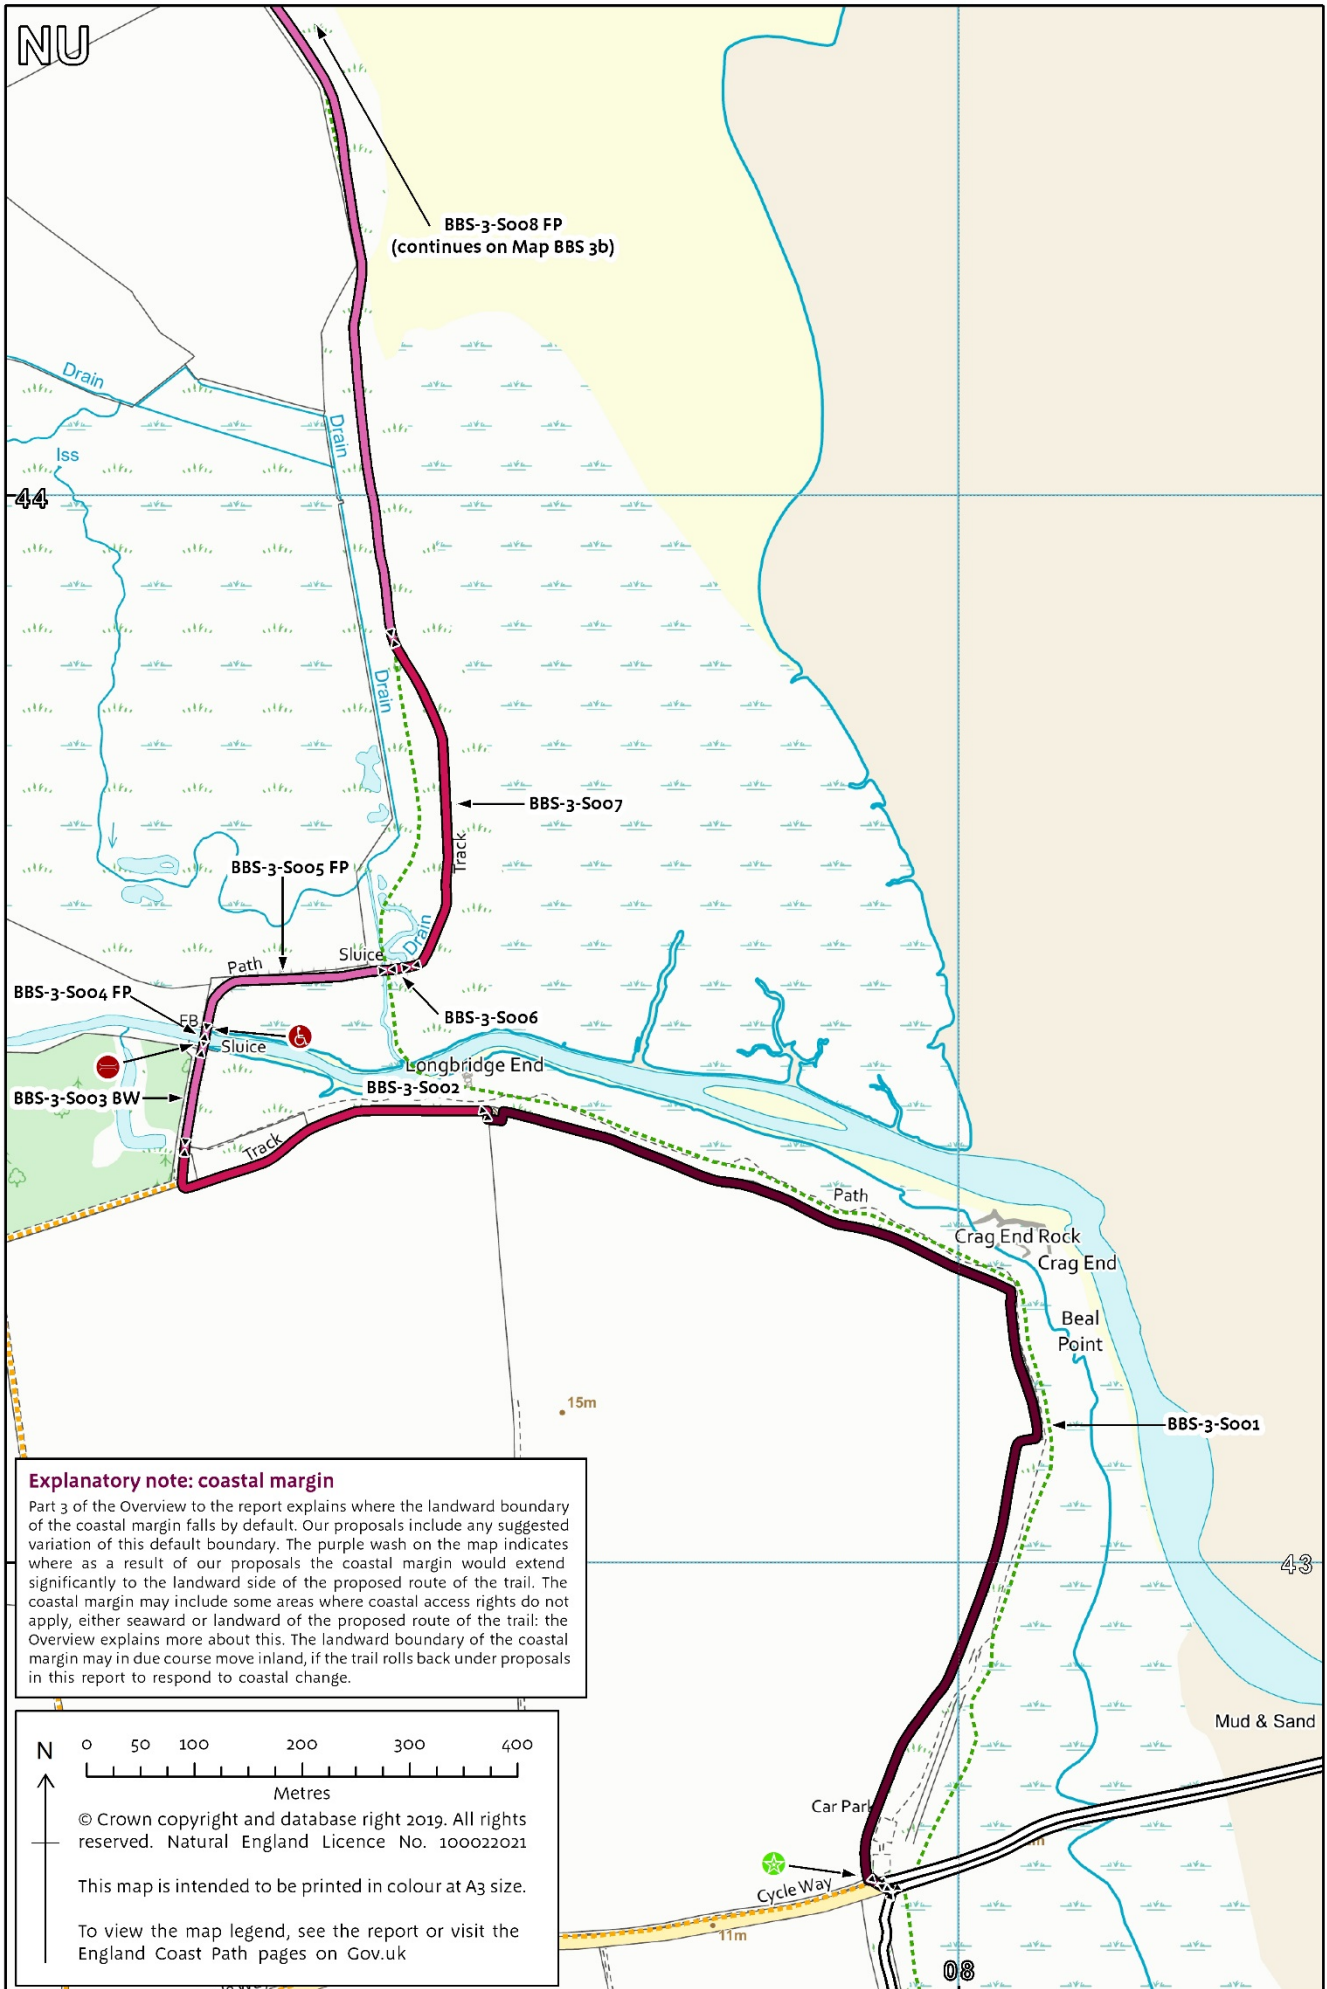 NU
BBS-3-S008 FP
(continues on Map BBS 3b)
Drain
Drain
Iss
44
Drain
BBS-3-S007
Track
BBS-3-S005 FP
Drain
Sluice
Path
BBS-3-S004 FP
BBS-3-S006
FB
Sluice
Longbridge End
BBS-3-S002
BBS-3-S003 BW
Track
Path
Crag End Rock
Crag End
Beal
Point
15m
BBS-3-S001
Explanatory note: coastal margin
Part 3 of the Overview to the report explains where the landward boundary
of the coastal margin falls by default. Our proposals include any suggested
variation of this default boundary. The purple wash on the map indicates
where as a result of our proposals the coastal margin would extend
significantly to the landward side of the proposed route of the trail. The
coastal margin may include some areas where coastal access rights do not
apply, either seaward or landward of the proposed route of the trail: the
Overview explains more about this. The landward boundary of the coastal
margin may in due course move inland, if the trail rolls back under proposals
in this report to respond to coastal change.
43
Mud & Sand
N
0 50 100 200 300 400
Metres
© Crown copyright and database right 2019. All rights
reserved. Natural England Licence No. 100022021
This map is intended to be printed in colour at A3 size.
To view the map legend, see the report or visit the
England Coast Path pages on Gov.uk
Car Park
Cycle Way
11m
08